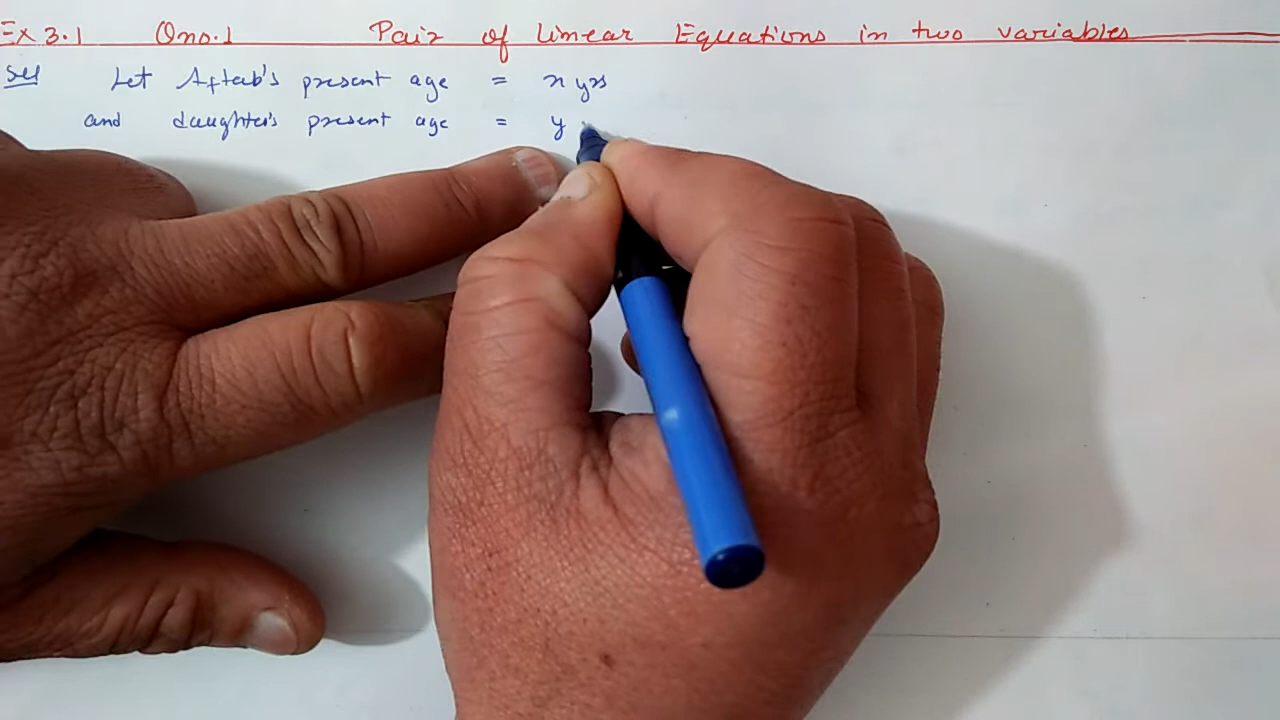 Ex 3.1 Qno.1 Pair of Linear Equations in two variables
Sol Let Aftab's present age = x yrs
and daughter's present age = y